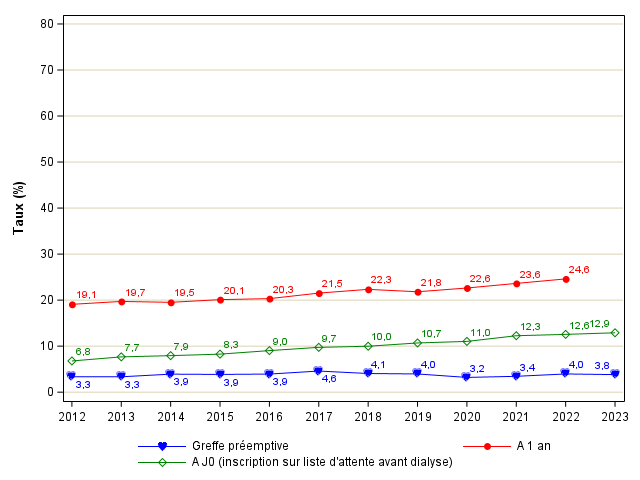 80
70
60
50
40
30
20
10
0
Taux (%)
19,1 19,7 19,5 20,1 20,3 21,5 22,3 21,8 22,6 23,6 24,6
6,8 7,7 7,9 8,3 9,0 9,7 10,0 10,7 11,0 12,3 12,6 12,9
3,3 3,3 3,9 3,9 3,9 4,6 4,1 4,0 3,2 3,4 4,0 3,8
2012 2013 2014 2015 2016 2017 2018 2019 2020 2021 2022 2023
Greffe préemptive A 1 an
A J0 (inscription sur liste d'attente avant dialyse)